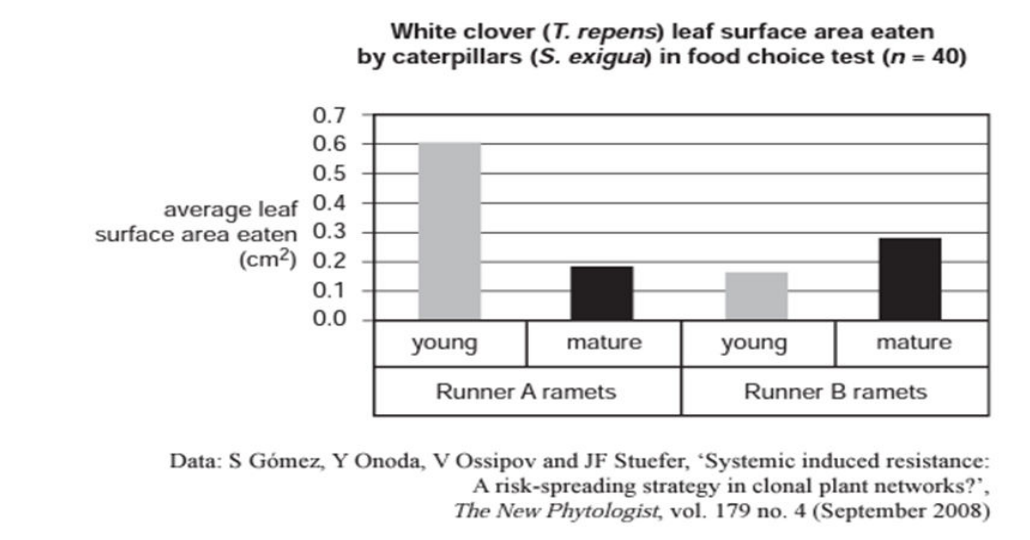 White clover (T. repens) leaf surface area eaten
by caterpillars (S. exigua) in food choice test (n = 40)
0.7
0.6
0.5
0.4
0.3
0.2
0.1
0.0
average leaf
surface area eaten
(cm²)
young mature young mature
Runner A ramets Runner B ramets
Data: S Gómez, Y Onoda, V Ossipov and JF Stuefer, ‘Systemic induced resistance:
A risk-spreading strategy in clonal plant networks?’,
The New Phytologist, vol. 179 no. 4 (September 2008)